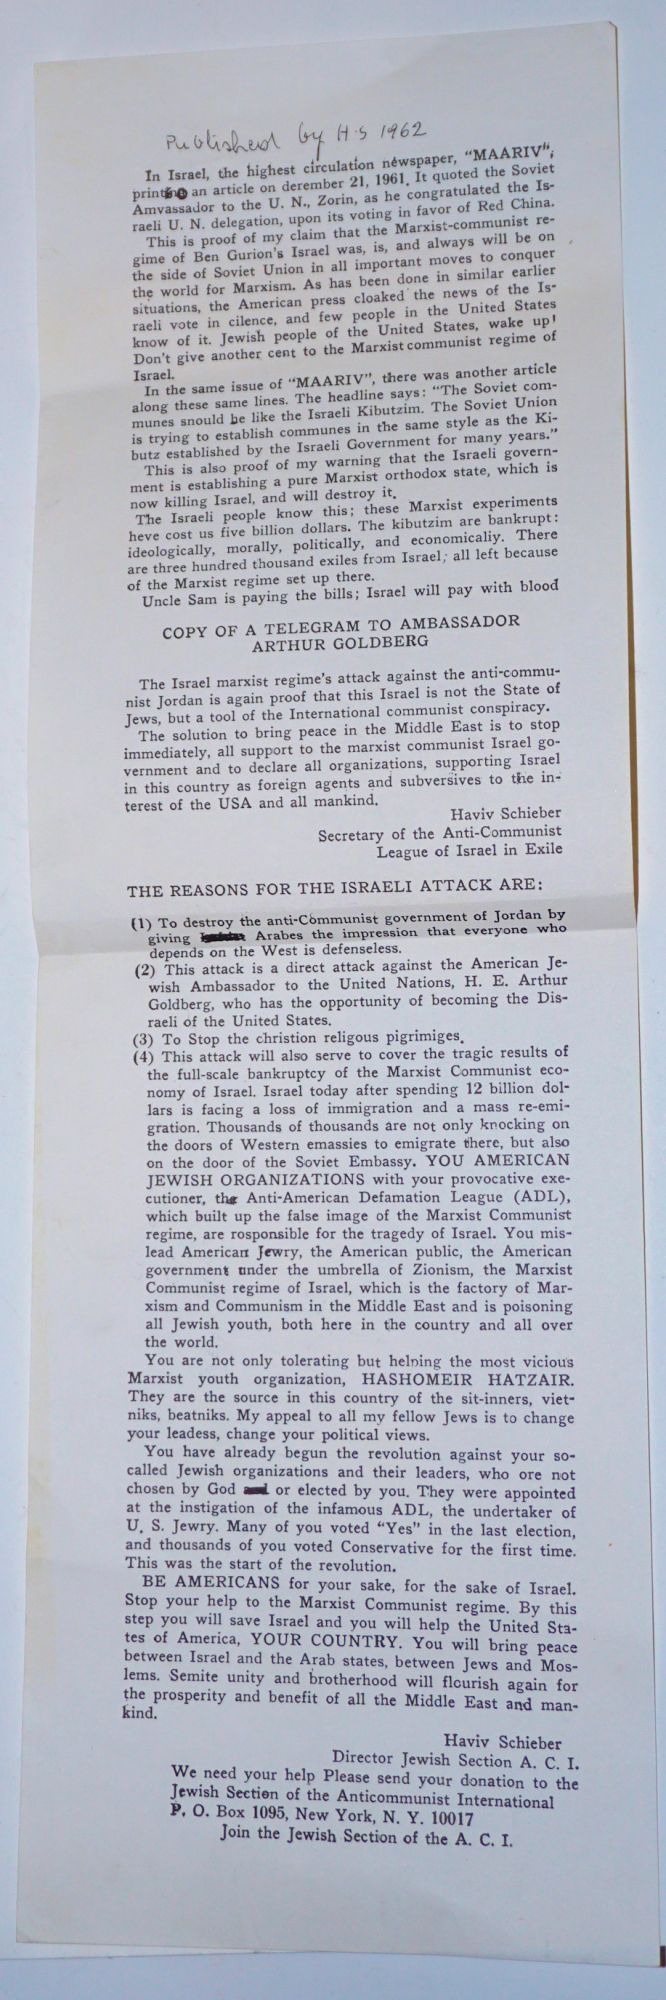 Published by H.S 1962
In Israel, the highest circulation néwspaper, "MAARIV",
printing an article on derember 21, 1961. It quoted the Soviet
Amvassador to the U. N., Zorin, as he congratulated the Is-
raeli U. N. delegation, upon its voting in favor of Red China.
This is proof of my claim that the Marxist-communist re-
gime of Ben Gurion's Israel was, is, and always will be on
the side of Soviet Union in all important moves to conquer
the world for Marxism. As has been done in similar earlier
situations, the American press cloaked the news of the Is-
raeli vote in cilence, and few people in the United States
know of it. Jewish people of the United States, wake up!
Don't give another cent to the Marxist communist regime of
Israel.
In the same issue of "MAARIV", there was another article
along these same lines. The headline says: "The Soviet com-
munes snould be like the Israeli Kibutzim. The Soviet Union
is trying to establish communes in the same style as the Ki-
butz established by the Israeli Government for many years."
This is also proof of my warning that the Israeli govern-
ment is establishing a pure Marxist orthodox state, which is
now killing Israel, and will destroy it.
The Israeli people know this; these Marxist experiments
heve cost us five billion dollars. The kibutzim are bankrupt:
ideologically, morally, politically, and economicaliy. There
are three hundred thousand exiles from Israel; all left because
of the Marxist regime set up there.
Uncle Sam is paying the bills; Israel will pay with blood
COPY OF A TELEGRAM TO AMBASSADOR
ARTHUR GOLDBERG
The Israel marxist regime's attack against the anti-commu-
nist Jordan is again proof that this Israel is not the State of
Jews, but a tool of the International communist conspiracy.
The solution to bring peace in the Middle East is to stop
immediately, all support to the marxist communist Israel go-
vernment and to declare all organizations, supporting Israel
in this country as foreign agents and subversives to the in-
terest of the USA and all mankind.
Haviv Schieber
Secretary of the Anti-Communist
League of Israel in Exile
THE REASONS FOR THE ISRAELI ATTACK ARE:
(1) To destroy the anti-Communist government of Jordan by
giving Arabes the impression that everyone who
depends on the West is defenseless.
(2) This attack is a direct attack against the American Je-
wish Ambassador to the United Nations, H. E. Arthur
Goldberg, who has the opportunity of becoming the Dis-
raeli of the United States.
(3) To Stop the christion religous pigrimiges.
(4) This attack will also serve to cover the tragic results of
the full-scale bankruptcy of the Marxist Communist eco-
nomy of Israel. Israel today after spending 12 billion dol-
lars is facing a loss of immigration and a mass re-emi-
gration. Thousands of thousands are not only knocking on
the doors of Western emassies to emigrate there, but also
on the door of the Soviet Embassy. YOU AMERICAN
JEWISH ORGANIZATIONS with your provocative exe-
cutioner, the Anti-American Defamation League (ADL),
which built up the false image of the Marxist Communist
regime, are rosponsible for the tragedy of Israel. You mis-
lead American Jewry, the American public, the American
government under the umbrella of Zionism, the Marxist
Communist regime of Israel, which is the factory of Mar-
xism and Communism in the Middle East and is poisoning
all Jewish youth, both here in the country and all over
the world.
You are not only tolerating but helning the most vicious
Marxist youth organization, HASHOMEIR HATZAIR.
They are the source in this country of the sit-inners, viet-
niks, beatniks. My appeal to all my fellow Jews is to change
your leadess, change your political views.
You have already begun the revolution against your so-
called Jewish organizations and their leaders, who ore not
chosen by God or elected by you. They were appointed
at the instigation of the infamous ADL, the undertaker of
U. S. Jewry. Many of you voted "Yes" in the last election,
and thousands of you voted Conservative for the first time.
This was the start of the revolution.
BE AMERICANS for your sake, for the sake of Israel.
Stop your help to the Marxist Communist regime. By this
step you will save Israel and you will help the United Sta-
tes of America, YOUR COUNTRY. You will bring peace
between Israel and the Arab states, between Jews and Mos-
lems. Semite unity and brotherhood will flcurish again for
the prosperity and benefit of all the Middle East and man-
kind.
Haviv Schieber
Director Jewish Section A. C. I.
We need your help Please send your donation to the
Jewish Section of the Anticommunist International
P. O. Box 1095, New York, N. Y. 10017
Join the Jewish Section of the A. C. I.